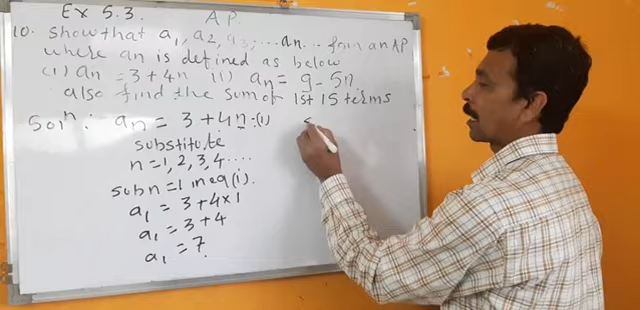 Ex 5.3. A.P.
10. show that a₁, a₂, a₃, ... an... form an AP
where an is defined as below
(i) an = 3 + 4n (ii) an = 9 - 5n
also find the sum of 1st 15 terms
Solⁿ: an = 3 + 4n :(i) s
substitute
n = 1, 2, 3, 4 ....
sub n = 1 in eq (i).
a₁ = 3 + 4 × 1
a₁ = 3 + 4
a₁ = 7.